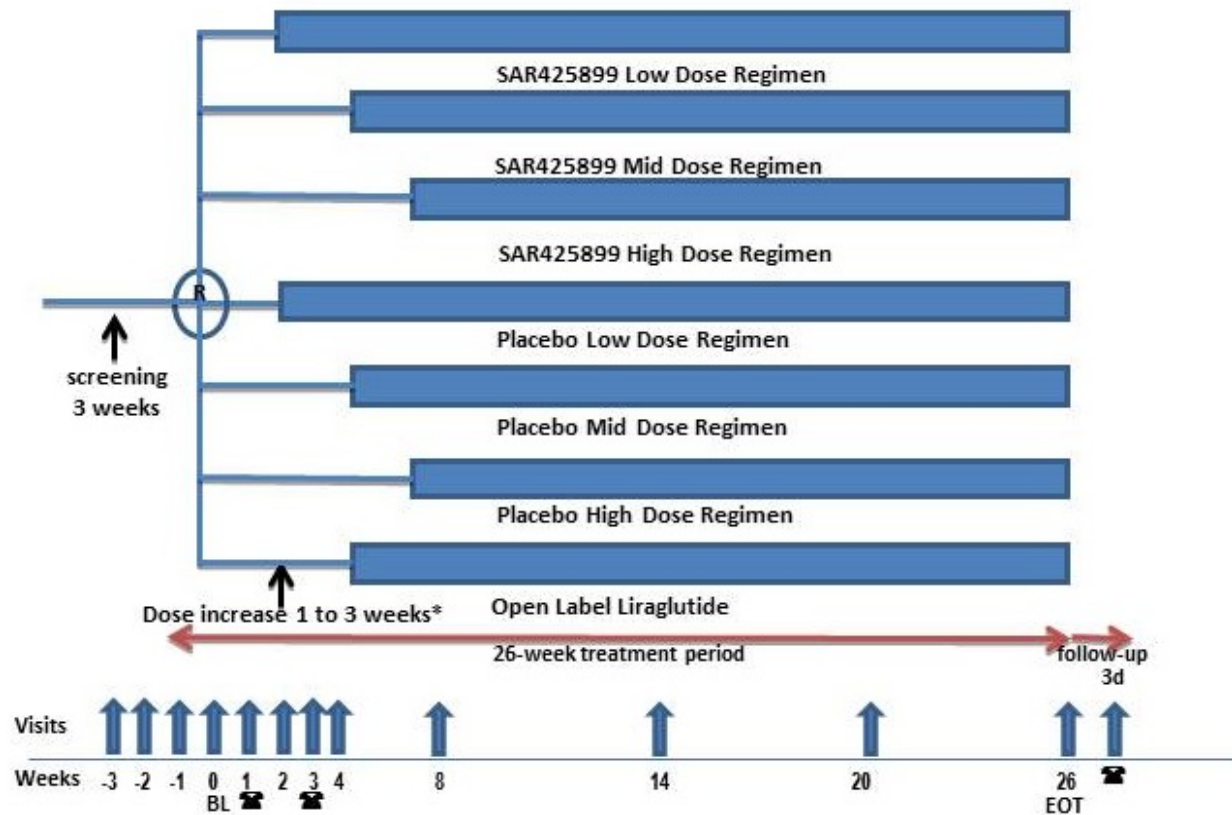 SAR425899 Low Dose Regimen
SAR425899 Mid Dose Regimen
SAR425899 High Dose Regimen
R
Placebo Low Dose Regimen
screening
3 weeks
Placebo Mid Dose Regimen
Placebo High Dose Regimen
Open Label Liraglutide
Dose increase 1 to 3 weeks*
26-week treatment period
follow-up
3d
Visits
Weeks -3 -2 -1 0 1 2 3 4 8 14 20 26
BL EOT